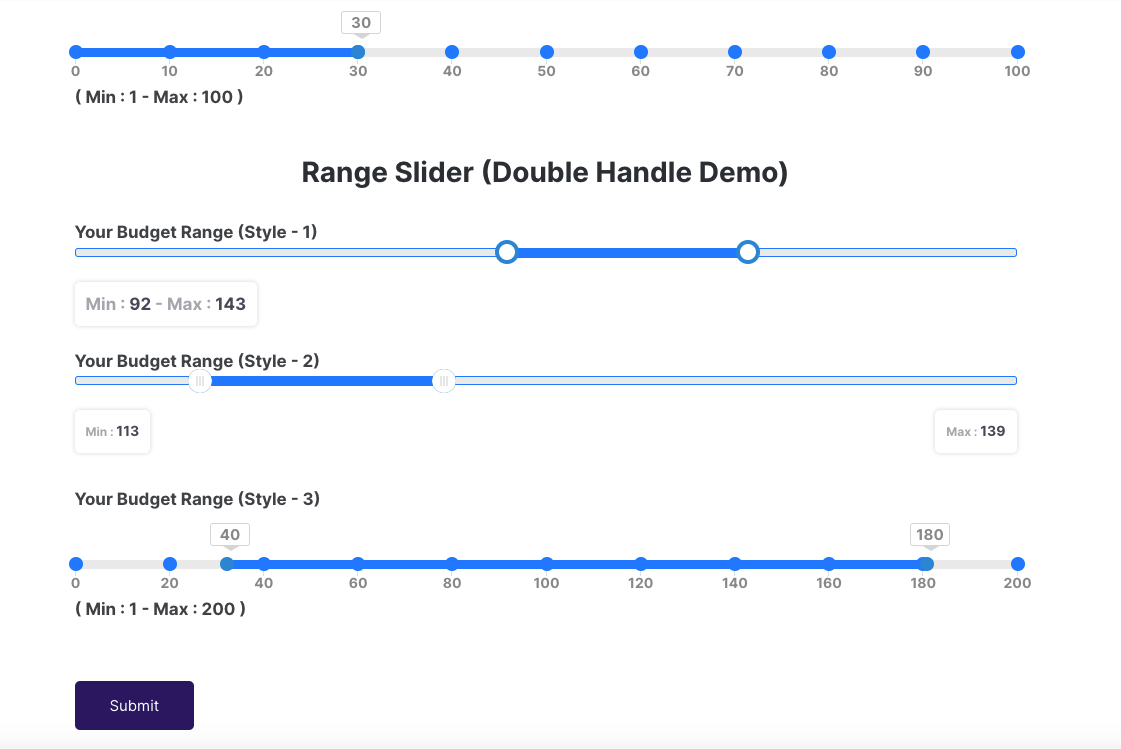 30
0 10 20 30 40 50 60 70 80 90 100
( Min : 1 - Max : 100 )
Range Slider (Double Handle Demo)
Your Budget Range (Style - 1)
Min : 92 - Max : 143
Your Budget Range (Style - 2)
Min : 113 Max : 139
Your Budget Range (Style - 3)
40 180
0 20 40 60 80 100 120 140 160 180 200
( Min : 1 - Max : 200 )
Submit